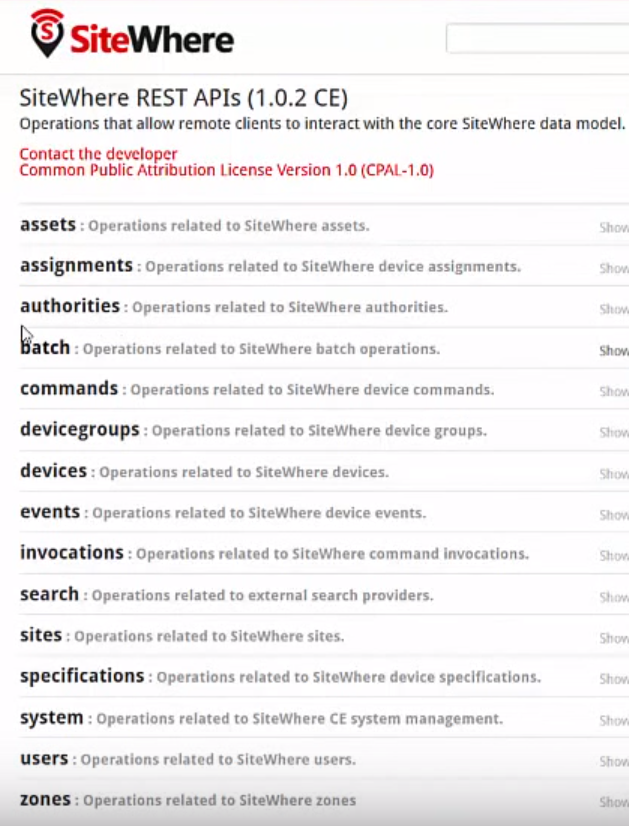 SiteWhere
SiteWhere REST APIs (1.0.2 CE)
Operations that allow remote clients to interact with the core SiteWhere data model.
Contact the developer
Common Public Attribution License Version 1.0 (CPAL-1.0)
assets : Operations related to SiteWhere assets. Show
assignments : Operations related to SiteWhere device assignments. Show
authorities : Operations related to SiteWhere authorities. Show
batch : Operations related to SiteWhere batch operations. Show
commands : Operations related to SiteWhere device commands. Show
devicegroups : Operations related to SiteWhere device groups. Show
devices : Operations related to SiteWhere devices. Show
events : Operations related to SiteWhere device events. Show
invocations : Operations related to SiteWhere command invocations. Show
search : Operations related to external search providers. Show
sites : Operations related to SiteWhere sites. Show
specifications : Operations related to SiteWhere device specifications. Show
system : Operations related to SiteWhere CE system management. Show
users : Operations related to SiteWhere users. Show
zones : Operations related to SiteWhere zones Show